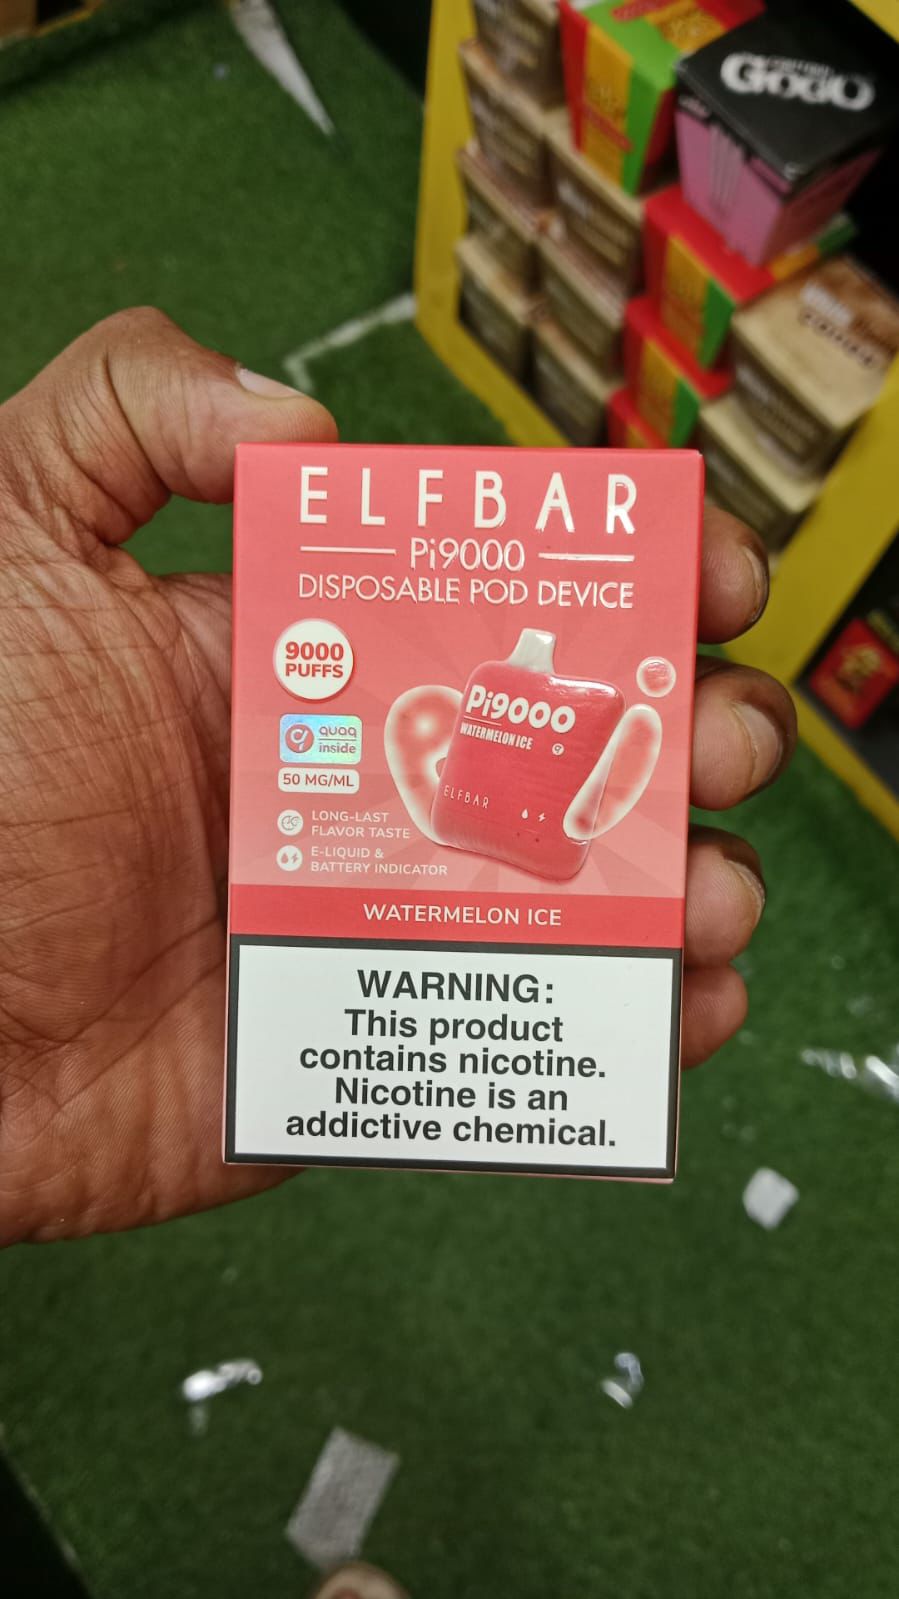 GoGo
ELFBAR
Pi9000
DISPOSABLE POD DEVICE
9000
PUFFS
quaq
inside
50 MG/ML
LONG-LAST
FLAVOR TASTE
E-LIQUID &
BATTERY INDICATOR
Pi9000
WATERMELON ICE
ELFBAR
WATERMELON ICE
WARNING:
This product
contains nicotine.
Nicotine is an
addictive chemical.